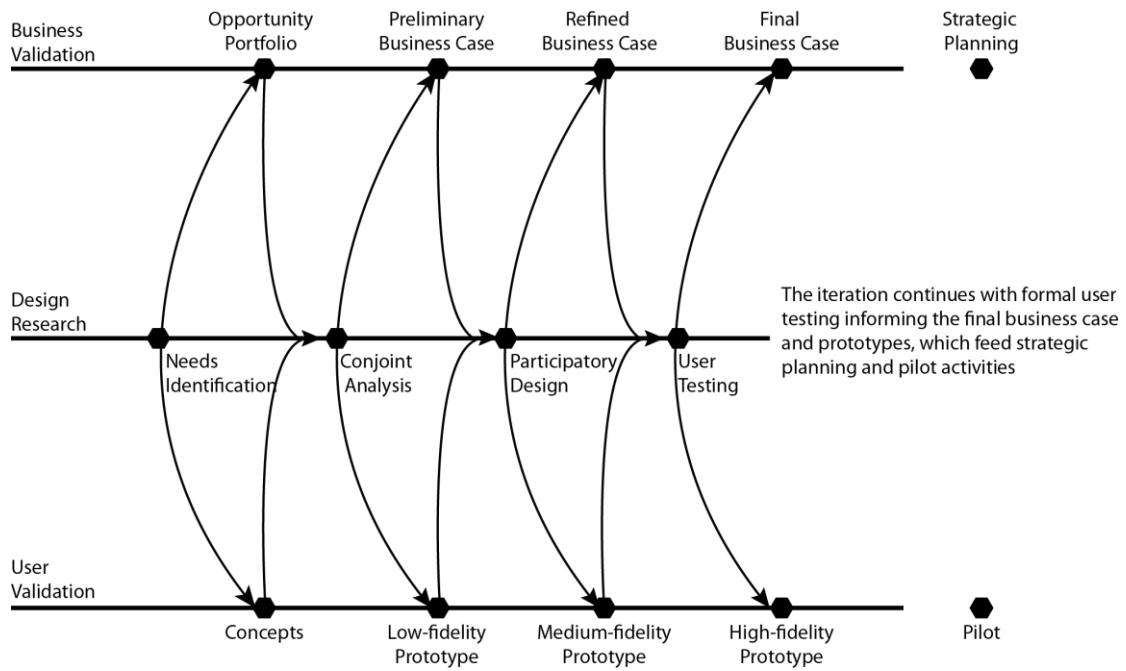 Business
Validation
Opportunity
Portfolio
Preliminary
Business Case
Refined
Business Case
Final
Business Case
Strategic
Planning
Design
Research
Needs
Identification
Conjoint
Analysis
Participatory
Design
User
Testing
The iteration continues with formal user
testing informing the final business case
and prototypes, which feed strategic
planning and pilot activities
User
Validation
Concepts
Low-fidelity
Prototype
Medium-fidelity
Prototype
High-fidelity
Prototype
Pilot